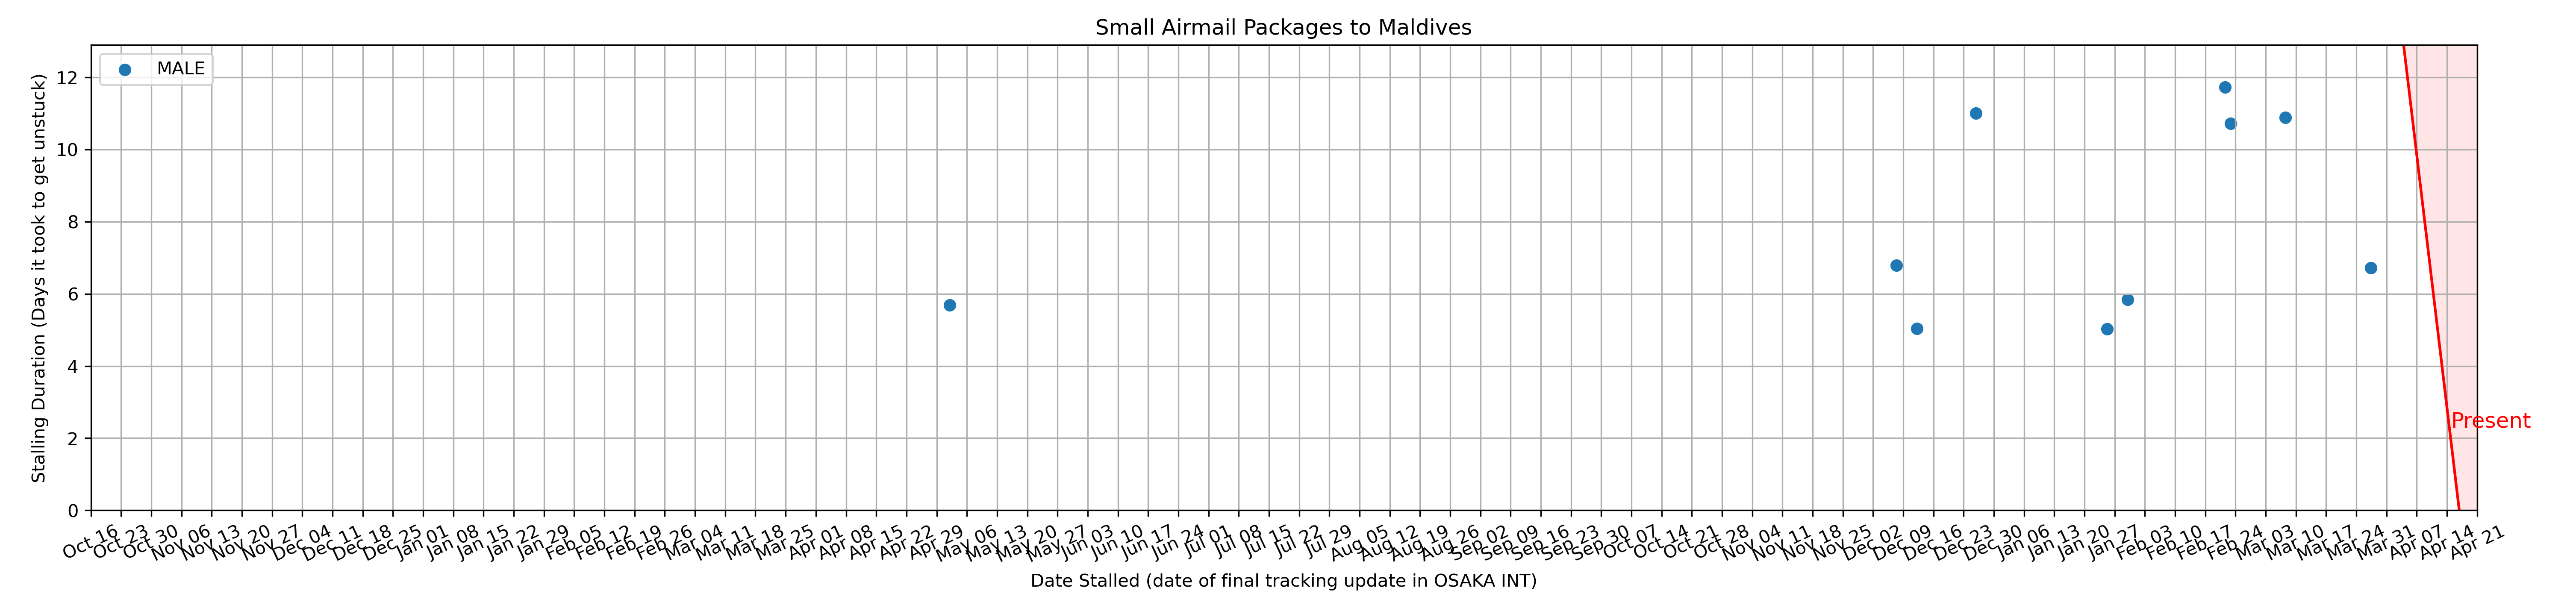 Small Airmail Packages to Maldives
MALE
Stalling Duration (Days it took to get unstuck)
12
10
8
6
4
2
0
Present
Oct 16 Oct 23 Oct 30 Nov 06 Nov 13 Nov 20 Nov 27 Dec 04 Dec 11 Dec 18 Dec 25 Jan 01 Jan 08 Jan 15 Jan 22 Jan 29 Feb 05 Feb 12 Feb 19 Feb 26 Mar 04 Mar 11 Mar 18 Mar 25 Apr 01 Apr 08 Apr 15 Apr 22 Apr 29 May 06 May 13 May 20 May 27 Jun 03 Jun 10 Jun 17 Jun 24 Jul 01 Jul 08 Jul 15 Jul 22 Jul 29 Aug 05 Aug 12 Aug 19 Aug 26 Sep 02 Sep 09 Sep 16 Sep 23 Sep 30 Oct 07 Oct 14 Oct 21 Oct 28 Nov 04 Nov 11 Nov 18 Nov 25 Dec 02 Dec 09 Dec 16 Dec 23 Dec 30 Jan 06 Jan 13 Jan 20 Jan 27 Feb 03 Feb 10 Feb 17 Feb 24 Mar 03 Mar 10 Mar 17 Mar 24 Mar 31 Apr 07 Apr 14 Apr 21
Date Stalled (date of final tracking update in OSAKA INT)